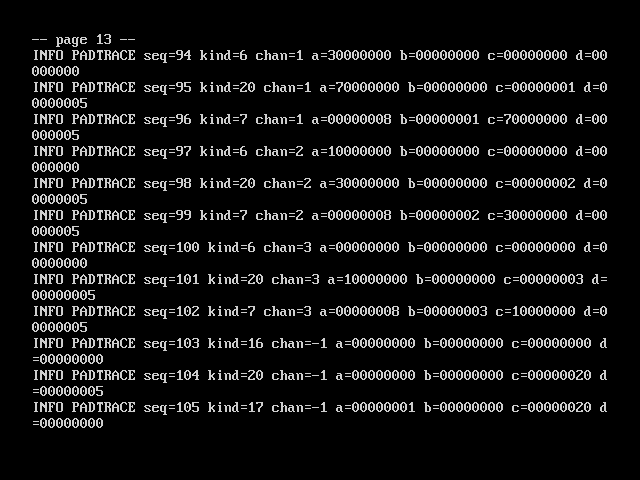 -- page 13 --
INFO PADTRACE seq=94 kind=6 chan=1 a=30000000 b=00000000 c=00000000 d=00
000000
INFO PADTRACE seq=95 kind=20 chan=1 a=70000000 b=00000000 c=00000001 d=0
0000005
INFO PADTRACE seq=96 kind=7 chan=1 a=00000008 b=00000001 c=70000000 d=00
000005
INFO PADTRACE seq=97 kind=6 chan=2 a=10000000 b=00000000 c=00000000 d=00
000000
INFO PADTRACE seq=98 kind=20 chan=2 a=30000000 b=00000000 c=00000002 d=0
0000005
INFO PADTRACE seq=99 kind=7 chan=2 a=00000008 b=00000002 c=30000000 d=00
000005
INFO PADTRACE seq=100 kind=6 chan=3 a=00000000 b=00000000 c=00000000 d=0
0000000
INFO PADTRACE seq=101 kind=20 chan=3 a=10000000 b=00000000 c=00000003 d=
00000005
INFO PADTRACE seq=102 kind=7 chan=3 a=00000008 b=00000003 c=10000000 d=0
0000005
INFO PADTRACE seq=103 kind=16 chan=-1 a=00000000 b=00000000 c=00000000 d
=00000000
INFO PADTRACE seq=104 kind=20 chan=-1 a=00000000 b=00000000 c=00000020 d
=00000005
INFO PADTRACE seq=105 kind=17 chan=-1 a=00000001 b=00000000 c=00000020 d
=00000000